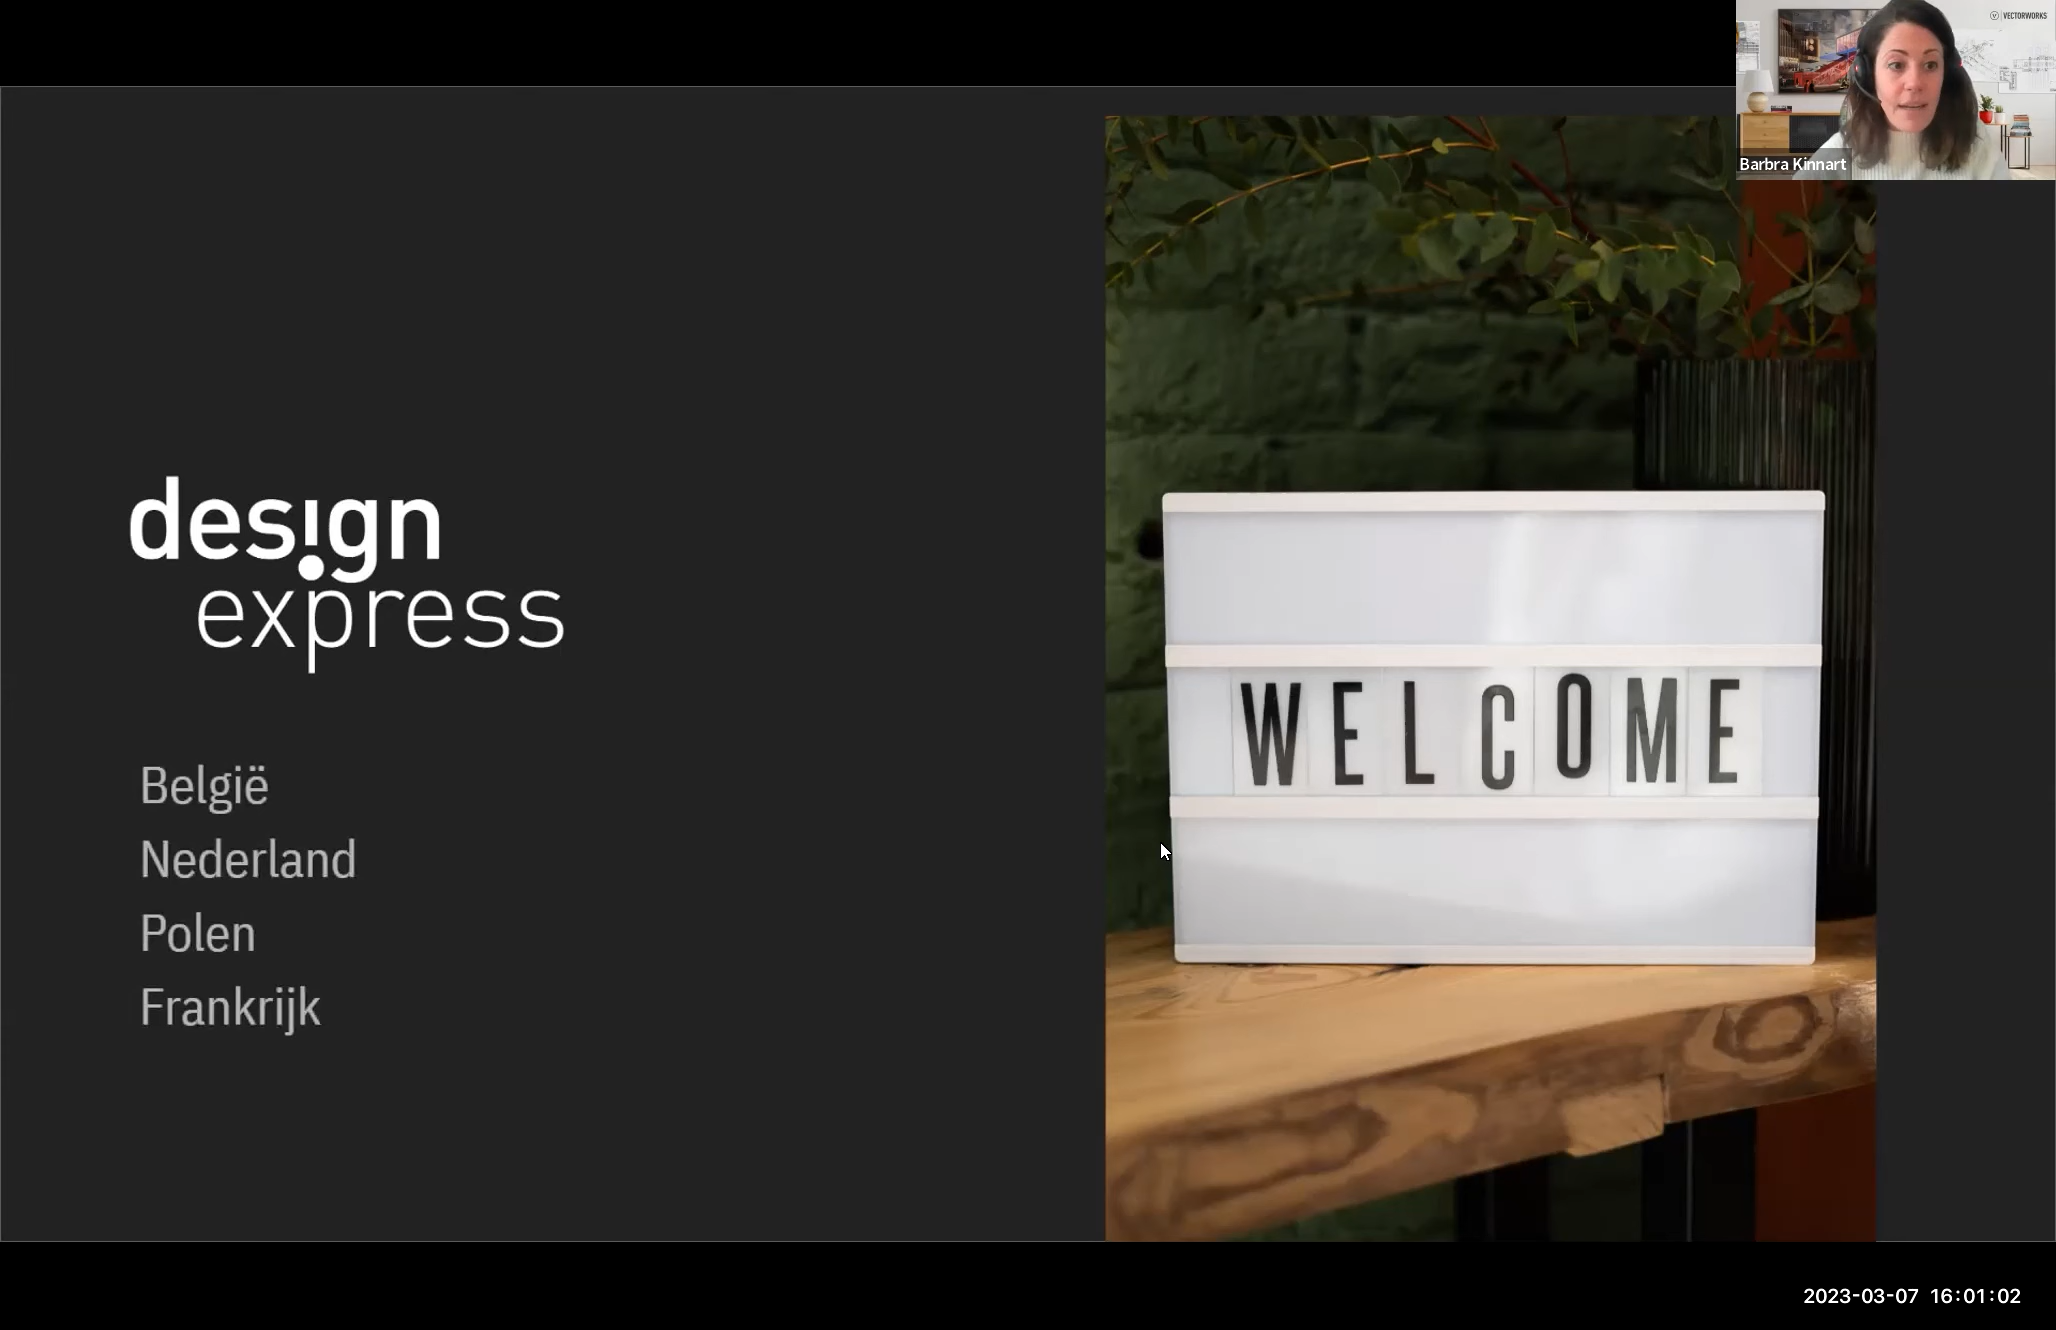 VECTORWORKS
Barbra Kinnart
design
express
België
Nederland
Polen
Frankrijk
WELCOME
2023-03-07 16:01:02